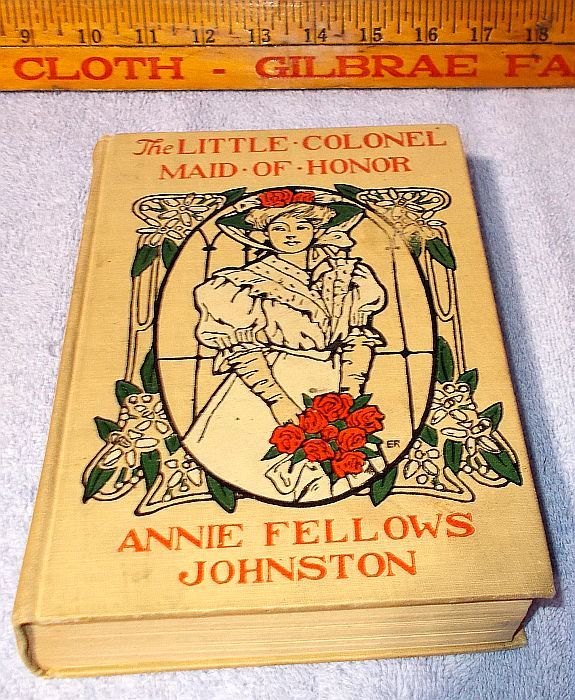 9 10 11 12 13 14 15 16 17 18
CLOTH - GILBRAE FA
The LITTLE · COLONEL
MAID · OF · HONOR
ER
ANNIE FELLOWS
JOHNSTON